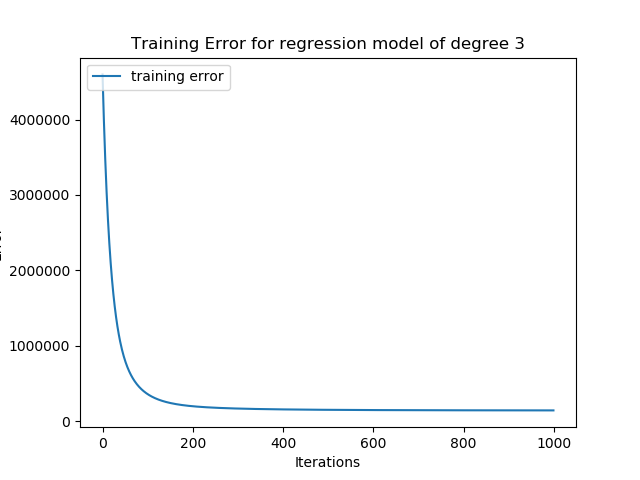 Training Error for regression model of degree 3
training error
4000000
3000000
2000000
1000000
0
0 200 400 600 800 1000
Iterations